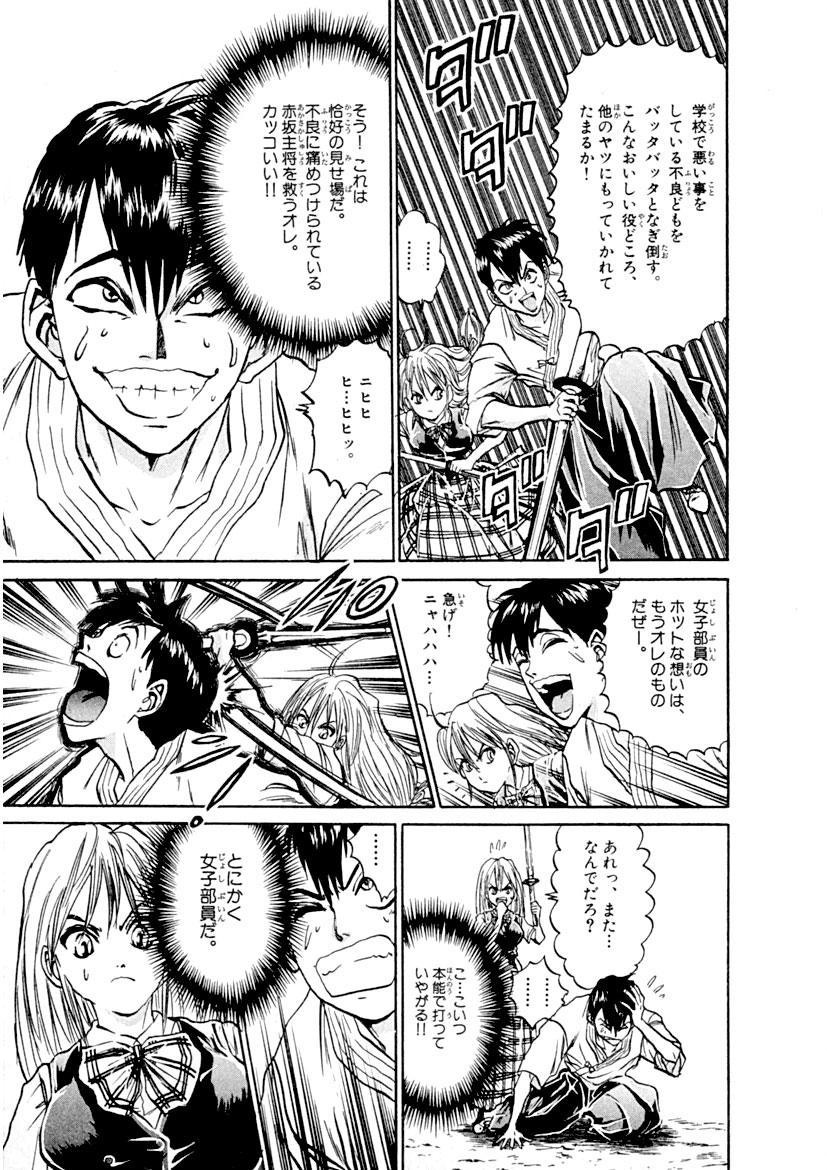 学校で悪い事を
している不良どもを
バッタバッタとなぎ倒す。
こんなおいしい役どころ、
他のヤツにもっていかれて
たまるか！
……
ダダダダダ
そう！これは
恰好の見せ場だ。
不良に痛めつけられている
赤坂主将を救うオレ。
カッコいい!!
ニヒヒ
ヒ…ヒヒッ。
女子部員の
ホットな想いは、
もうオレのもの
だぜー。
急げ！
ニャハハハ…
あれっ、また…
なんでだろ？
……
こ…こいつ
本能で打って
いやがる!!
……
とにかく
女子部員だ。